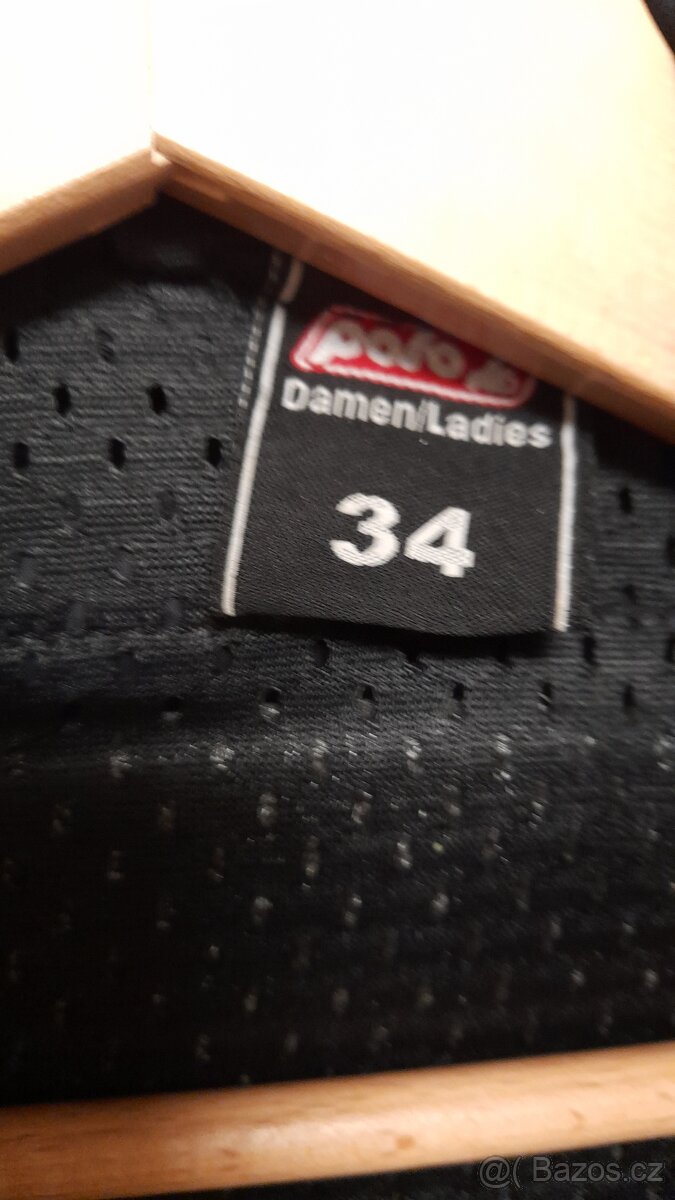 polo
Damen/Ladies
34
@( Bazos.cz